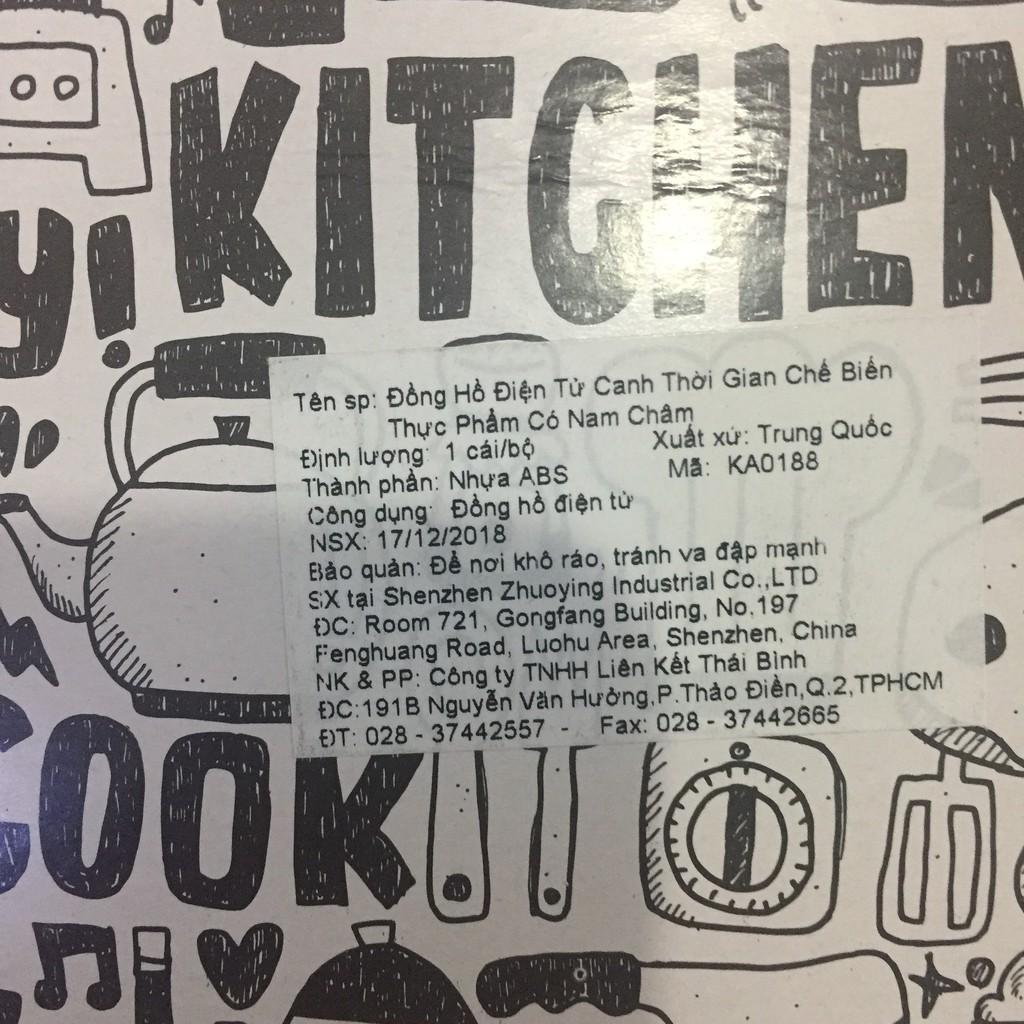 KITCHEN
y!
Tên sp: Đồng Hồ Điện Tử Canh Thời Gian Chế Biến
Thực Phẩm Có Nam Châm
Định lượng: 1 cái/bộ Xuất xứ: Trung Quốc
Thành phần: Nhựa ABS Mã: KA0188
Công dụng: Đồng hồ điện tử
NSX: 17/12/2018
Bảo quản: Để nơi khô ráo, tránh va đập mạnh
SX tại Shenzhen Zhuoying Industrial Co.,LTD
ĐC: Room 721, Gongfang Building, No.197
Fenghuang Road, Luohu Area, Shenzhen, China
NK & PP: Công ty TNHH Liên Kết Thái Bình
ĐC:191B Nguyễn Văn Hưởng,P.Thảo Điền,Q.2,TPHCM
ĐT: 028 - 37442557 - Fax: 028 - 37442665
COOK